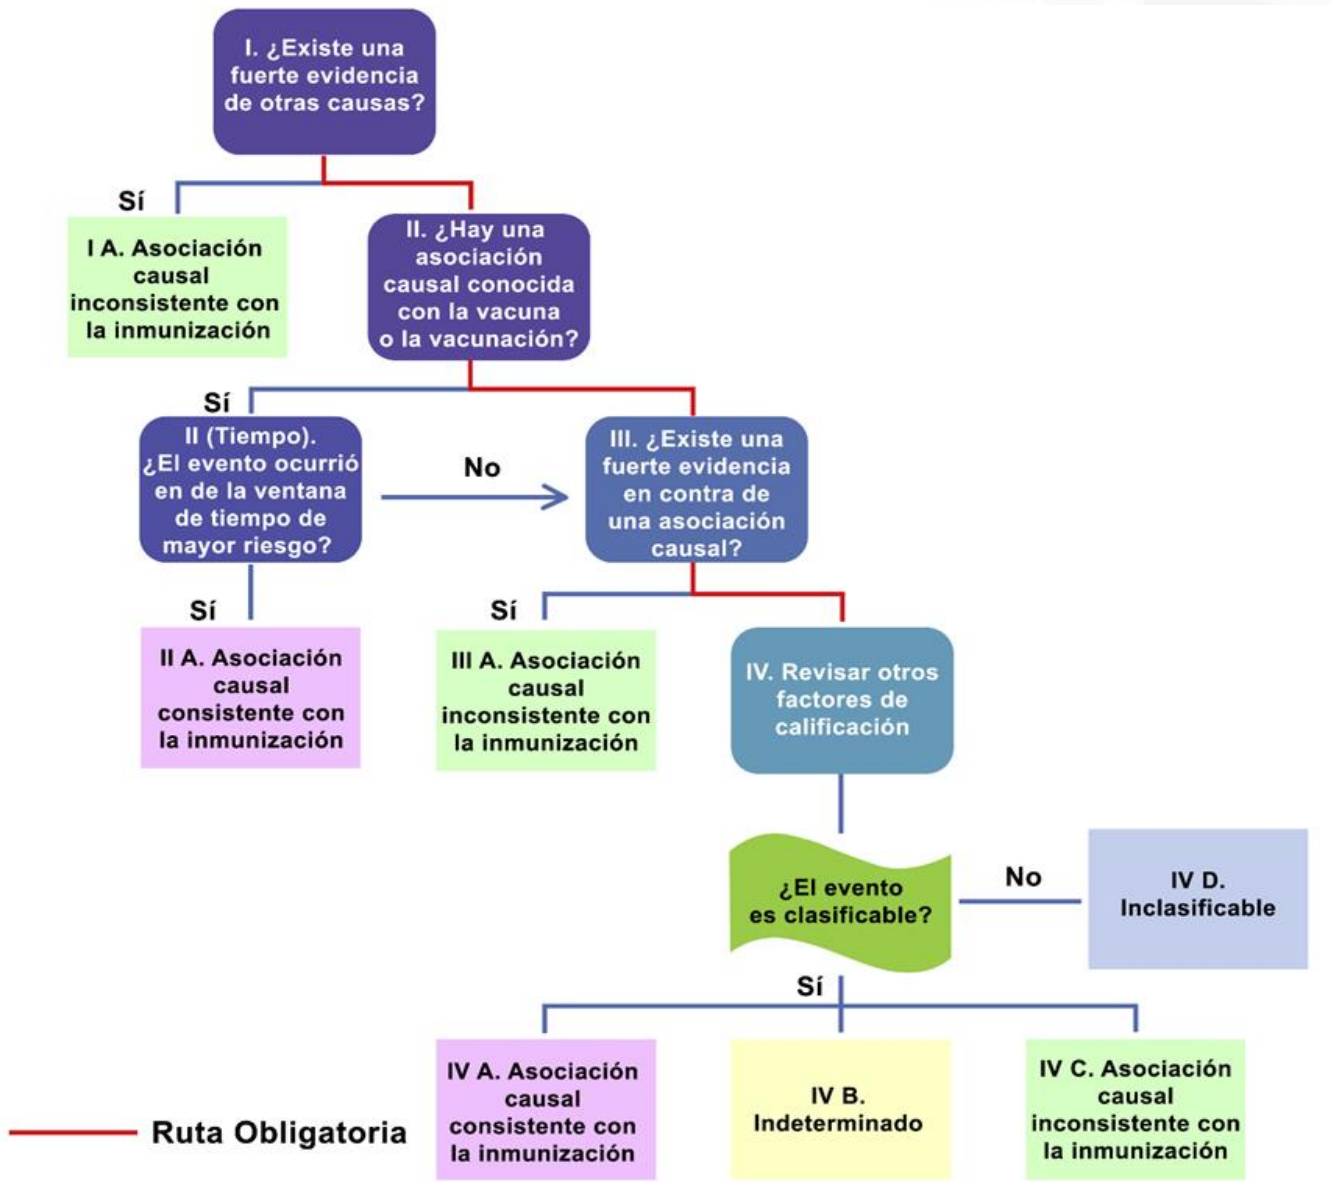 I. ¿Existe una
fuerte evidencia
de otras causas?
Sí
I A. Asociación
causal
inconsistente con
la inmunización
II. ¿Hay una
asociación
causal conocida
con la vacuna
o la vacunación?
Sí
II (Tiempo).
¿El evento ocurrió
en de la ventana
de tiempo de
mayor riesgo?
No
III. ¿Existe una
fuerte evidencia
en contra de
una asociación
causal?
Sí
II A. Asociación
causal
consistente con
la inmunización
Sí
III A. Asociación
causal
inconsistente con
la inmunización
IV. Revisar otros
factores de
calificación
¿El evento
es clasificable?
No
IV D.
Inclasificable
Sí
IV A. Asociación
causal
consistente con
la inmunización
IV B.
Indeterminado
IV C. Asociación
causal
inconsistente con
la inmunización
Ruta Obligatoria